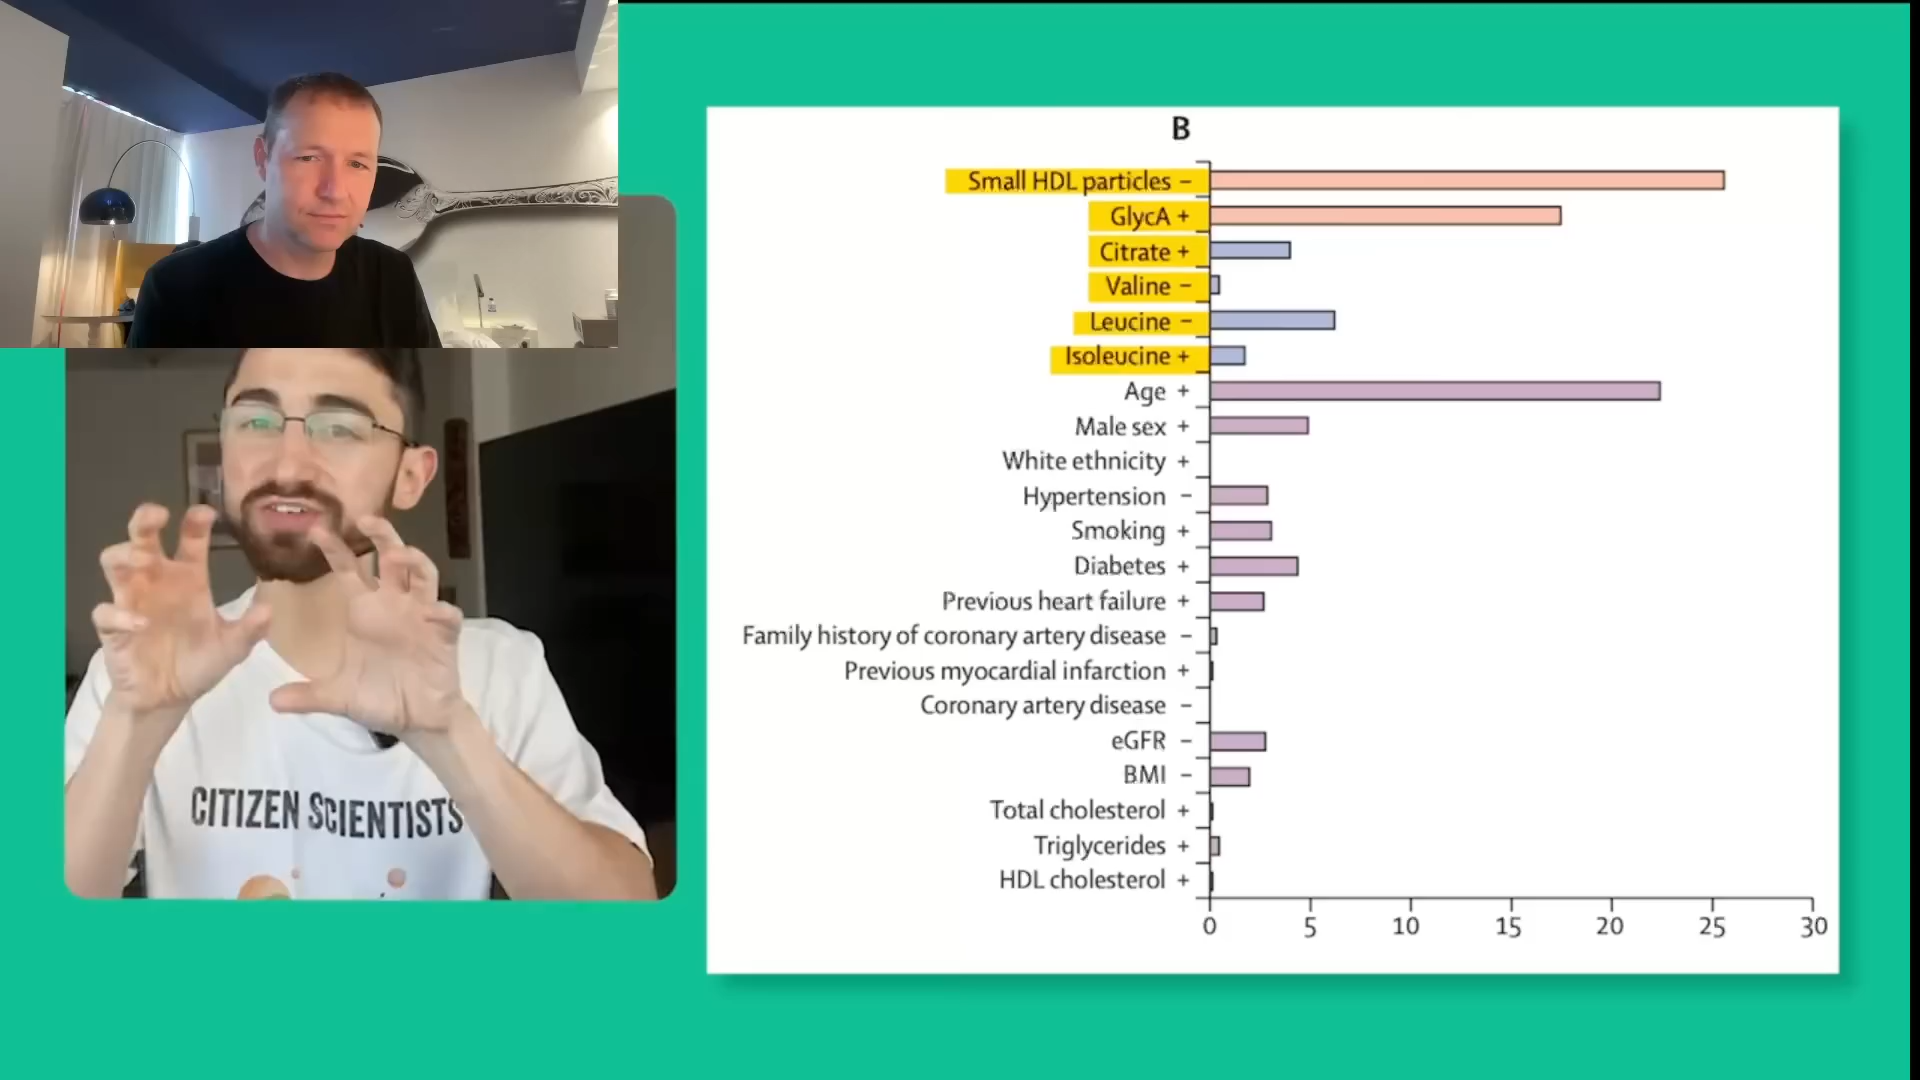 B
Small HDL particles –
GlycA +
Citrate +
Valine –
Leucine –
Isoleucine +
Age +
Male sex +
White ethnicity +
Hypertension –
Smoking +
Diabetes +
Previous heart failure +
Family history of coronary artery disease –
Previous myocardial infarction +
Coronary artery disease –
eGFR –
BMI –
Total cholesterol +
Triglycerides +
HDL cholesterol +
0 5 10 15 20 25 30
CITIZEN SCIENTISTS